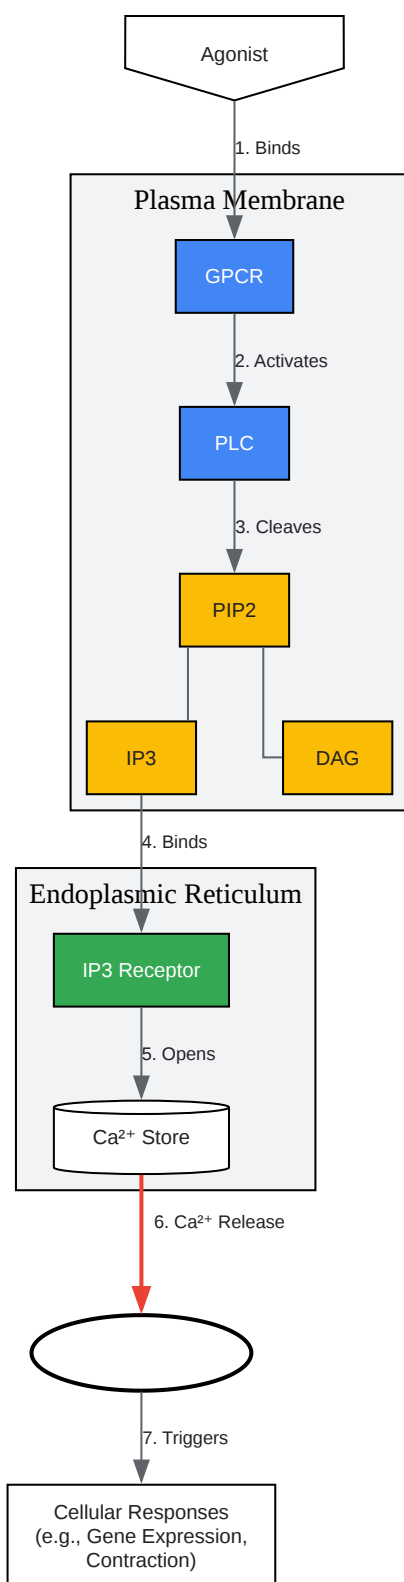 Agonist
1. Binds
Plasma Membrane
GPCR
2. Activates
PLC
3. Cleaves
PIP2
IP3
DAG
4. Binds
Endoplasmic Reticulum
IP3 Receptor
5. Opens
Ca²⁺ Store
6. Ca²⁺ Release
7. Triggers
Cellular Responses
(e.g., Gene Expression,
Contraction)